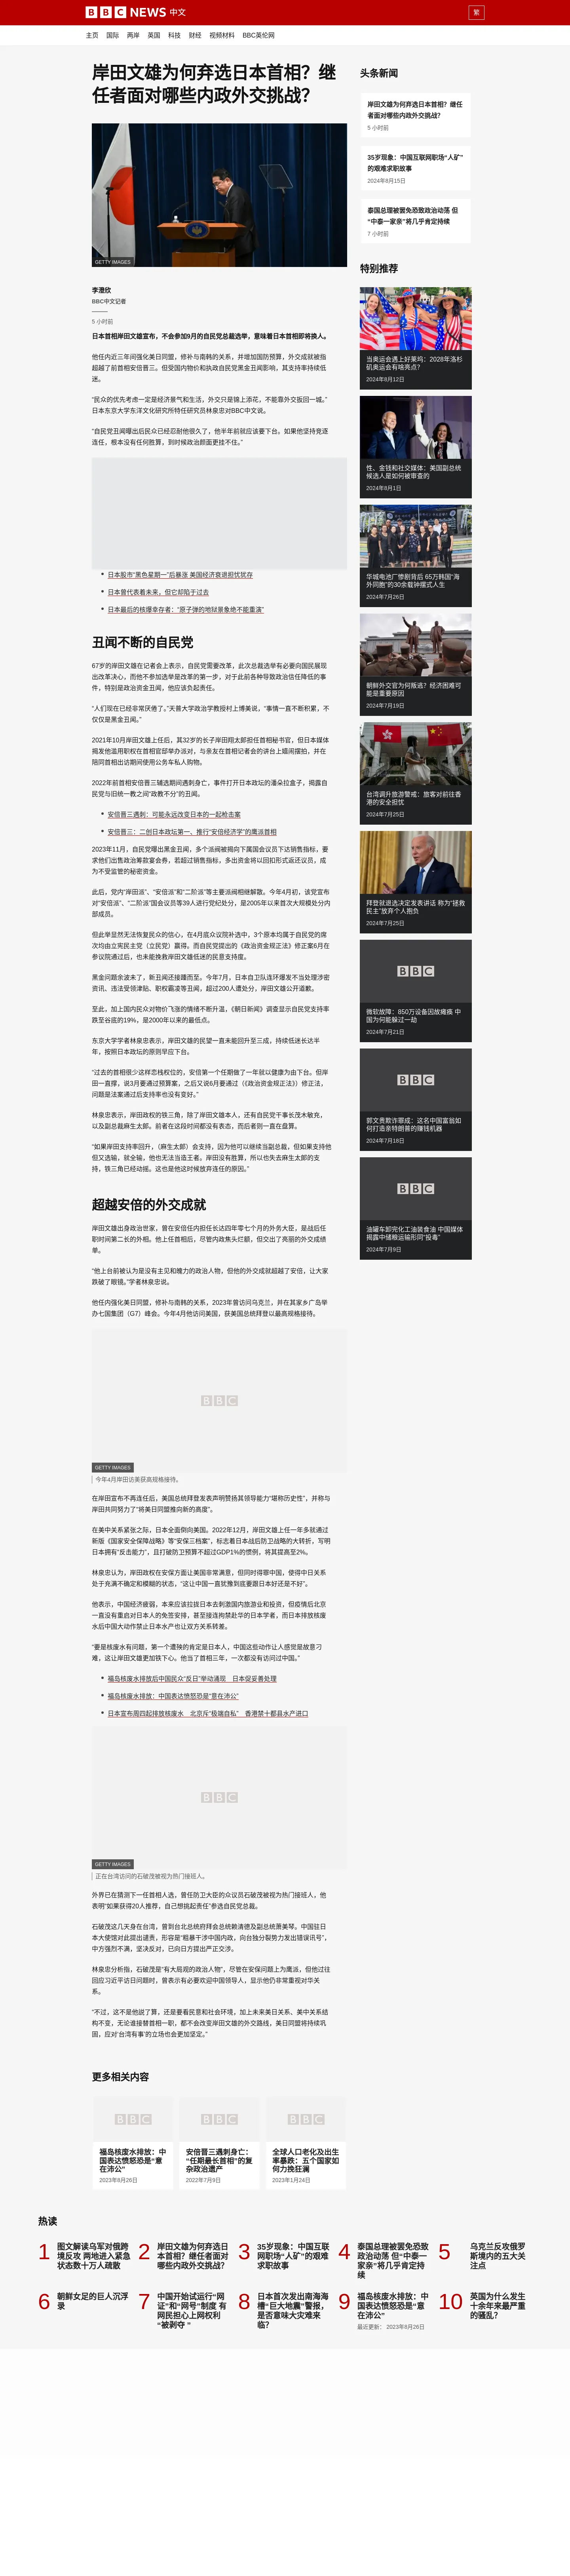 BBC NEWS 中文
繁
主页 国际 两岸 英国 科技 财经 视频材料 BBC英伦网
岸田文雄为何弃选日本首相？继
任者面对哪些内政外交挑战？
GETTY IMAGES
李澄欣
BBC中文记者
5 小时前
日本首相岸田文雄宣布，不会参加9月的自民党总裁选举，意味着日本首相即将换人。
他任内近三年间强化美日同盟，修补与南韩的关系，并增加国防预算，外交成就被指
超越了前首相安倍晋三。但受国内物价和执政自民党黑金丑闻影响，其支持率持续低
迷。
“民众的优先考虑一定是经济景气和生活，外交只是锦上添花，不能靠外交扳回一城。”
日本东京大学东洋文化研究所特任研究员林泉忠对BBC中文说。
“自民党丑闻曝出后民众已经忍耐他很久了，他半年前就应该要下台。如果他坚持竞逐
连任，根本没有任何胜算，到时候政治颜面更挂不住。”
日本股市“黑色星期一”后暴涨 美国经济衰退担忧犹存
日本曾代表着未来，但它却陷于过去
日本最后的核爆幸存者：“原子弹的地狱景象绝不能重演”
丑闻不断的自民党
67岁的岸田文雄在记者会上表示，自民党需要改革，此次总裁选举有必要向国民展现
出改革决心，而他不参加选举是改革的第一步，对于此前各种导致政治信任降低的事
件，特别是政治资金丑闻，他应该负起责任。
“人们现在已经非常厌倦了。”天普大学政治学教授村上博美说，“事情一直不断积累，不
仅仅是黑金丑闻。”
2021年10月岸田文雄上任后，其32岁的长子岸田翔太郎担任首相秘书官，但日本媒体
揭发他滥用职权在首相官邸举办派对，与亲友在首相记者会的讲台上嬉闹摆拍，并在
陪同首相出访期间使用公务车私人购物。
2022年前首相安倍晋三辅选期间遇刺身亡，事件打开日本政坛的潘朵拉盒子，揭露自
民党与旧统一教之间“政教不分”的丑闻。
安倍晋三遇刺：可能永远改变日本的一起枪击案
安倍晋三：二创日本政坛第一、推行“安倍经济学”的鹰派首相
2023年11月，自民党曝出黑金丑闻，多个派阀被揭向下属国会议员下达销售指标，要
求他们出售政治筹款宴会券，若超过销售指标，多出资金将以回扣形式返还议员，成
为不受监管的秘密资金。
此后，党内“岸田派”、“安倍派”和“二阶派”等主要派阀相继解散。今年4月初，该党宣布
对“安倍派”、“二阶派”国会议员等39人进行党纪处分，是2005年以来首次大规模处分内
部成员。
但此举显然无法恢复民众的信心，在4月底众议院补选中，3个原本均属于自民党的席
次均由立宪民主党（立民党）赢得。而自民党提出的《政治资金规正法》修正案6月在
参议院通过后，也未能挽救岸田文雄低迷的民意支持度。
黑金问题余波未了，新丑闻还接踵而至。今年7月，日本自卫队连环爆发不当处理涉密
资讯、违法受领津贴、职权霸凌等丑闻，超过200人遭处分，岸田文雄公开道歉。
至此，加上国内民众对物价飞涨的情绪不断升温，《朝日新闻》调查显示自民党支持率
跌至谷底的19%，是2000年以来的最低点。
东京大学学者林泉忠表示，岸田文雄的民望一直未能回升至三成，持续低迷长达半
年，按照日本政坛的原则早应下台。
“过去的首相很少这样恋栈权位的，安倍第一个任期做了一年就以健康为由下台。但岸
田一直撑，说3月要通过预算案，之后又说6月要通过（《政治资金规正法》）修正法，
问题是法案通过后支持率也没有变好。”
林泉忠表示，岸田政权的铁三角，除了岸田文雄本人，还有自民党干事长茂木敏充，
以及副总裁麻生太郎。前者在这段时间都没有表态，而后者则一直在盘算。
“如果岸田支持率回升，（麻生太郎）会支持，因为他可以继续当副总裁，但如果支持他
但又选输，就全输，他也无法当造王者。岸田没有胜算，所以也失去麻生太郎的支
持，铁三角已经动摇。这也是他这时候放弃连任的原因。”
超越安倍的外交成就
岸田文雄出身政治世家，曾在安倍任内担任长达四年零七个月的外务大臣，是战后任
职时间第二长的外相。他上任首相后，尽管内政焦头烂额，但交出了亮丽的外交成绩
单。
“他上台前被认为是没有主见和魄力的政治人物，但他的外交成就超越了安倍，让大家
跌破了眼镜。”学者林泉忠说。
他任内强化美日同盟，修补与南韩的关系，2023年曾访问乌克兰，并在其家乡广岛举
办七国集团（G7）峰会。今年4月他访问美国，获美国总统拜登以最高规格接待。
BBC
GETTY IMAGES
今年4月岸田访美获高规格接待。
在岸田宣布不再连任后，美国总统拜登发表声明赞扬其领导能力“堪称历史性”，并称与
岸田共同努力了“将美日同盟推向新的高度”。
在美中关系紧张之际，日本全面倒向美国。2022年12月，岸田文雄上任一年多就通过
新版《国家安全保障战略》等“安保三档案”，标志着日本战后防卫战略的大转折，写明
日本拥有“反击能力”，且打破防卫预算不超过GDP1%的惯例，将其提高至2%。
林泉忠认为，岸田政权在安保方面让美国非常满意，但同时得罪中国，使得中日关系
处于充满不确定和模糊的状态，“这让中国一直犹豫到底要跟日本好还是不好”。
他表示，中国经济疲弱，本来应该拉拢日本去刺激国内旅游业和投资，但疫情后北京
一直没有重启对日本人的免签安排，甚至接连拘禁赴华的日本学者，而日本排放核废
水后中国大动作禁止日本水产也让双方关系转差。
“要是核废水有问题，第一个遭殃的肯定是日本人，中国这些动作让人感觉是故意刁
难，这让岸田文雄更加铁下心。他当了首相三年，一次都没有访问过中国。”
福岛核废水排放后中国民众“反日”举动涌现　日本促妥善处理
福岛核废水排放：中国表达愤怒恐是“意在沛公”
日本宣布周四起排放核废水　北京斥“极端自私”　香港禁十都县水产进口
BBC
GETTY IMAGES
正在台湾访问的石破茂被视为热门接班人。
外界已在猜测下一任首相人选，曾任防卫大臣的众议员石破茂被视为热门接班人，他
表明“如果获得20人推荐，自己想挑起责任”参选自民党总裁。
石破茂这几天身在台湾，曾到台北总统府拜会总统赖清德及副总统萧美琴。中国驻日
本大使馆对此提出谴责，形容是“粗暴干涉中国内政，向台独分裂势力发出错误讯号”，
中方强烈不满，坚决反对，已向日方提出严正交涉。
林泉忠分析指，石破茂是“有大局观的政治人物”，尽管在安保问题上为鹰派，但他过往
回应习近平访日问题时，曾表示有必要欢迎中国领导人，显示他仍非常重视对华关
系。
“不过，这不是他说了算，还是要看民意和社会环境，加上未来美日关系、美中关系结
构不变，无论谁接替首相一职，都不会改变岸田文雄的外交路线，美日同盟将持续巩
固，应对‘台湾有事’的立场也会更加坚定。”
更多相关内容
BBC
福岛核废水排放：中
国表达愤怒恐是“意
在沛公”
2023年8月26日
BBC
安倍晋三遇刺身亡：
“任期最长首相”的复
杂政治遗产
2022年7月9日
BBC
全球人口老化及出生
率暴跌：五个国家如
何力挽狂澜
2023年1月24日
头条新闻
岸田文雄为何弃选日本首相？继任
者面对哪些内政外交挑战？
5 小时前
35岁现象：中国互联网职场“人矿”
的艰难求职故事
2024年8月15日
泰国总理被罢免恐致政治动荡 但
“中泰一家亲”将几乎肯定持续
7 小时前
特别推荐
当奥运会遇上好莱坞：2028年洛杉
矶奥运会有啥亮点？
2024年8月12日
性、金钱和社交媒体：美国副总统
候选人是如何被审查的
2024年8月1日
华城电池厂惨剧背后 65万韩国“海
外同胞”的30余载钟摆式人生
2024年7月26日
朝鲜外交官为何叛逃？经济困难可
能是重要原因
2024年7月19日
台湾调升旅游警戒：旅客对前往香
港的安全担忧
2024年7月25日
拜登就退选决定发表讲话 称为“拯救
民主”放弃个人抱负
2024年7月25日
BBC
微软故障：850万设备因故瘫痪 中
国为何能躲过一劫
2024年7月21日
BBC
郭文贵欺诈罪成：这名中国富翁如
何打造亲特朗普的赚钱机器
2024年7月18日
BBC
油罐车卸完化工油装食油 中国媒体
揭露中储粮运输形同“投毒”
2024年7月9日
热读
1
图文解读乌军对俄跨
境反攻 两地进入紧急
状态数十万人疏散
2
岸田文雄为何弃选日
本首相？继任者面对
哪些内政外交挑战？
3
35岁现象：中国互联
网职场“人矿”的艰难
求职故事
4
泰国总理被罢免恐致
政治动荡 但“中泰一
家亲”将几乎肯定持
续
5
乌克兰反攻俄罗
斯境内的五大关
注点
6
朝鲜女足的巨人沉浮
录
7
中国开始试运行“网
证”和“网号”制度 有
网民担心上网权利
“被剥夺 ”
8
日本首次发出南海海
槽“巨大地震”警报，
是否意味大灾难来
临？
9
福岛核废水排放：中
国表达愤怒恐是“意
在沛公”
最近更新： 2023年8月26日
10
英国为什么发生
十余年来最严重
的骚乱？